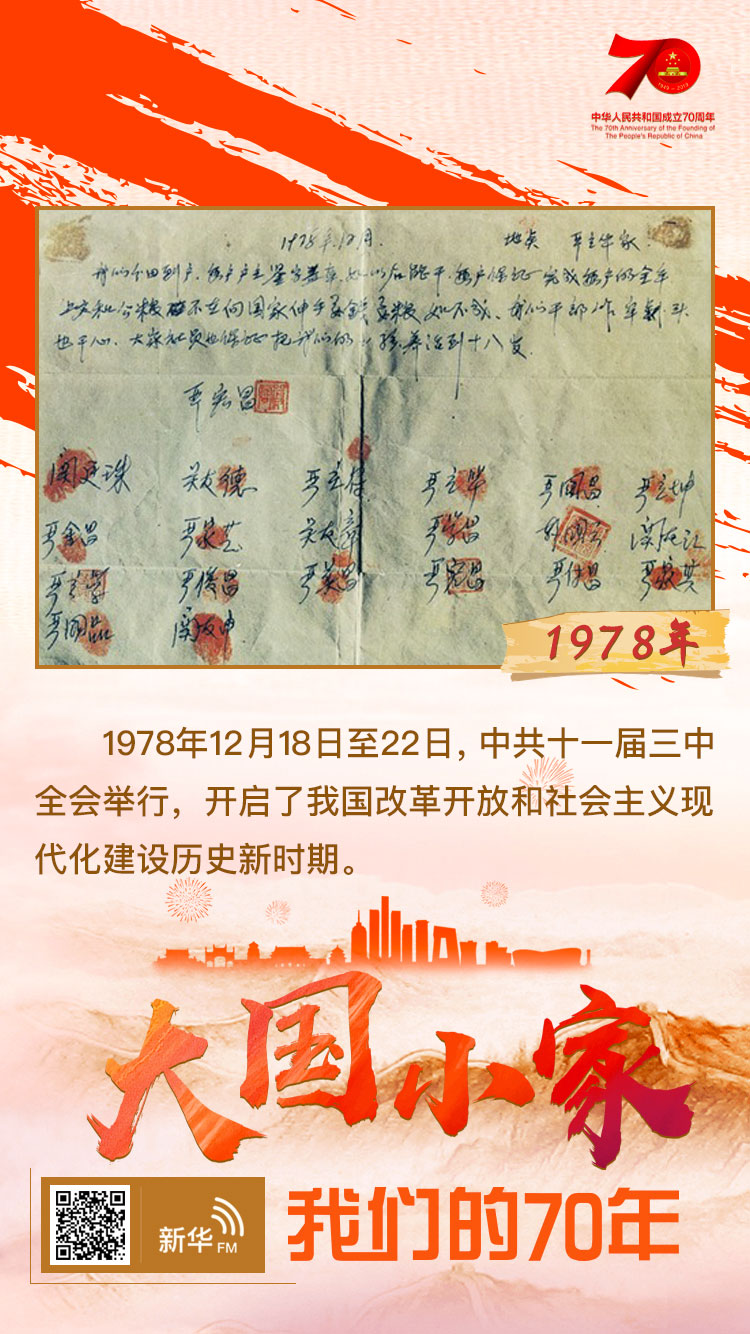 中华人民共和国成立70周年
The 70th Anniversary of the Founding of
The People's Republic of China
1949-2019
1978年12月. 地点 严立华家
我们分田到户,每户户主签字盖章,如以后能干,每户保证完成每户的全年
上交和公粮不在向国家伸手要钱要粮,如不成,我们干部作牢刹头
也干心,大家社员也保证把我们的小孩养活到十八岁.
严宏昌
关廷珠 关友德 严立符 严立华 严国昌 严立坤
严金昌 严家芝 关友章 严学昌 韩国云 关友江
严立学 严俊昌 严美昌 严宏昌 严付昌 严家其
严国品 关友申
1978年
1978年12月18日至22日，中共十一届三中
全会举行，开启了我国改革开放和社会主义现
代化建设历史新时期。
大国小家
新华FM
我们的70年